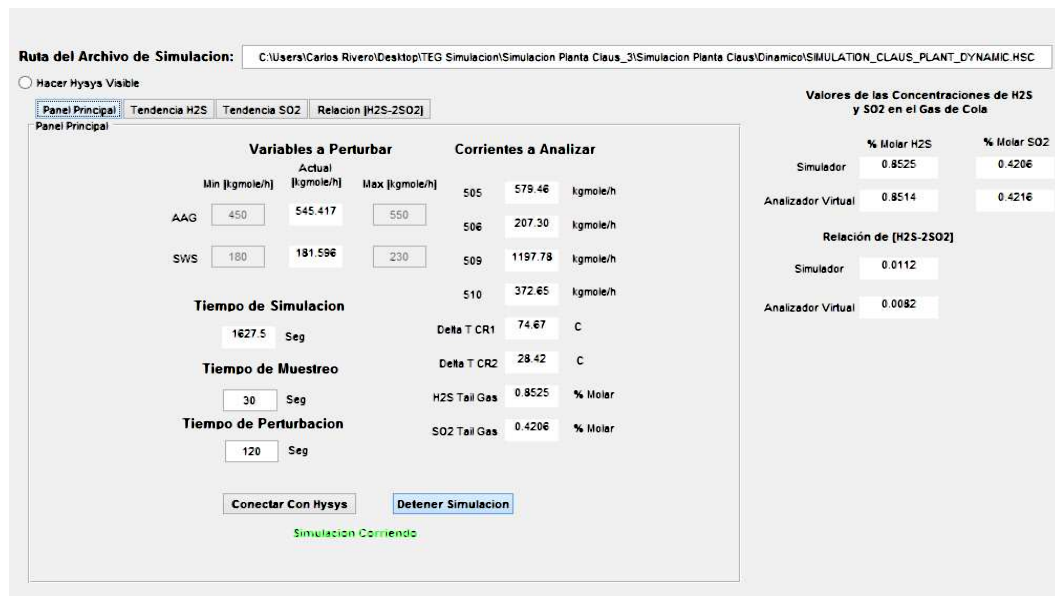 Ruta del Archivo de Simulacion: C:\Users\Carlos Rivero\Desktop\TEG Simulacion\Simulacion Planta Claus_3\Simulacion Planta Claus\Dinamico\SIMULATION_CLAUS_PLANT_DYNAMIC.HSC
Hacer Hysys Visible
Panel Principal Tendencia H2S Tendencia SO2 Relacion [H2S-2SO2]
Panel Principal
Variables a Perturbar
Min [kgmole/h] Actual [kgmole/h] Max [kgmole/h]
AAG 450 545.417 550
SWS 180 181.596 230
Tiempo de Simulacion
1627.5 Seg
Tiempo de Muestreo
30 Seg
Tiempo de Perturbacion
120 Seg
Corrientes a Analizar
505 579.46 kgmole/h
506 207.30 kgmole/h
509 1197.78 kgmole/h
510 372.65 kgmole/h
Delta T CR1 74.67 C
Delta T CR2 28.42 C
H2S Tail Gas 0.8525 % Molar
SO2 Tail Gas 0.4206 % Molar
Conectar Con Hysys Detener Simulacion
Simulacion Corriendo
Valores de las Concentraciones de H2S
y SO2 en el Gas de Cola
% Molar H2S % Molar SO2
Simulador 0.8525 0.4206
Analizador Virtual 0.8514 0.4216
Relación de [H2S-2SO2]
Simulador 0.0112
Analizador Virtual 0.0082